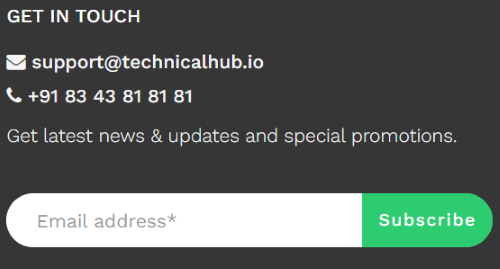 GET IN TOUCH
support@technicalhub.io
+91 83 43 81 81 81
Get latest news & updates and special promotions.
Email address*
Subscribe